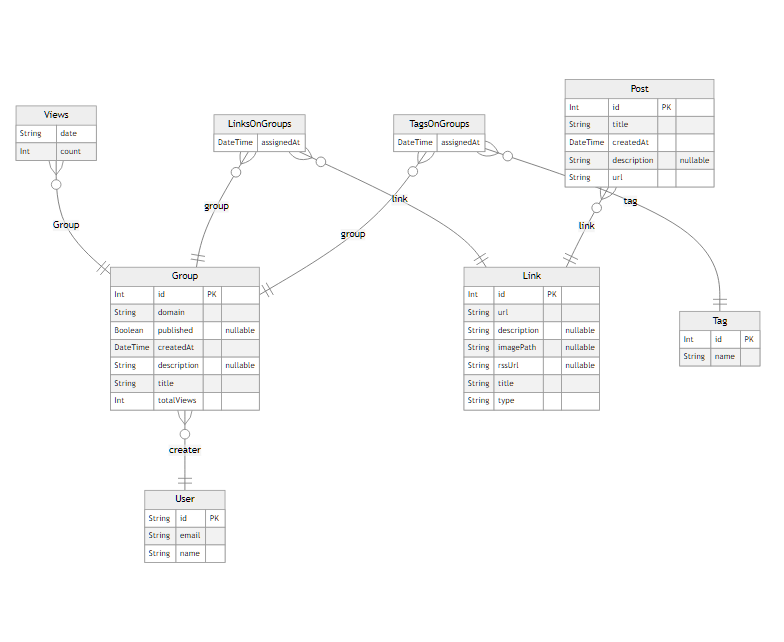 Views
String date
Int count
LinksOnGroups
DateTime assignedAt
TagsOnGroups
DateTime assignedAt
Post
Int id PK
String title
DateTime createdAt
String description nullable
String url
Group
group
link
group
link
tag
Group
Int id PK
String domain
Boolean published nullable
DateTime createdAt
String description nullable
String title
Int totalViews
Link
Int id PK
String url
String description nullable
String imagePath nullable
String rssUrl nullable
String title
String type
Tag
Int id PK
String name
creater
User
String id PK
String email
String name